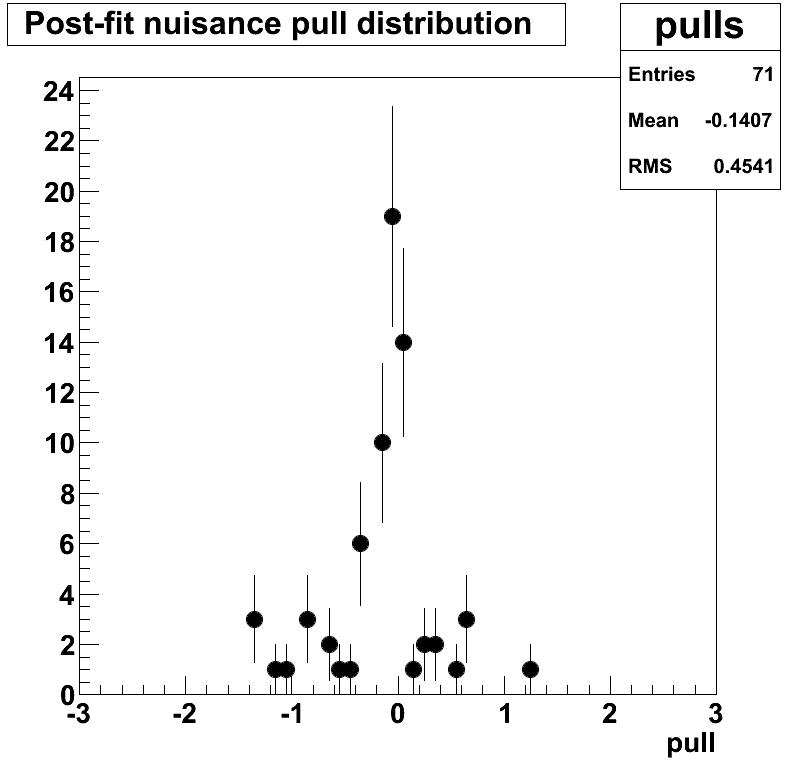 Post-fit nuisance pull distribution
pulls
Entries 71
Mean -0.1407
RMS 0.4541
24
22
20
18
16
14
12
10
8
6
4
2
0
-3 -2 -1 0 1 2 3
pull